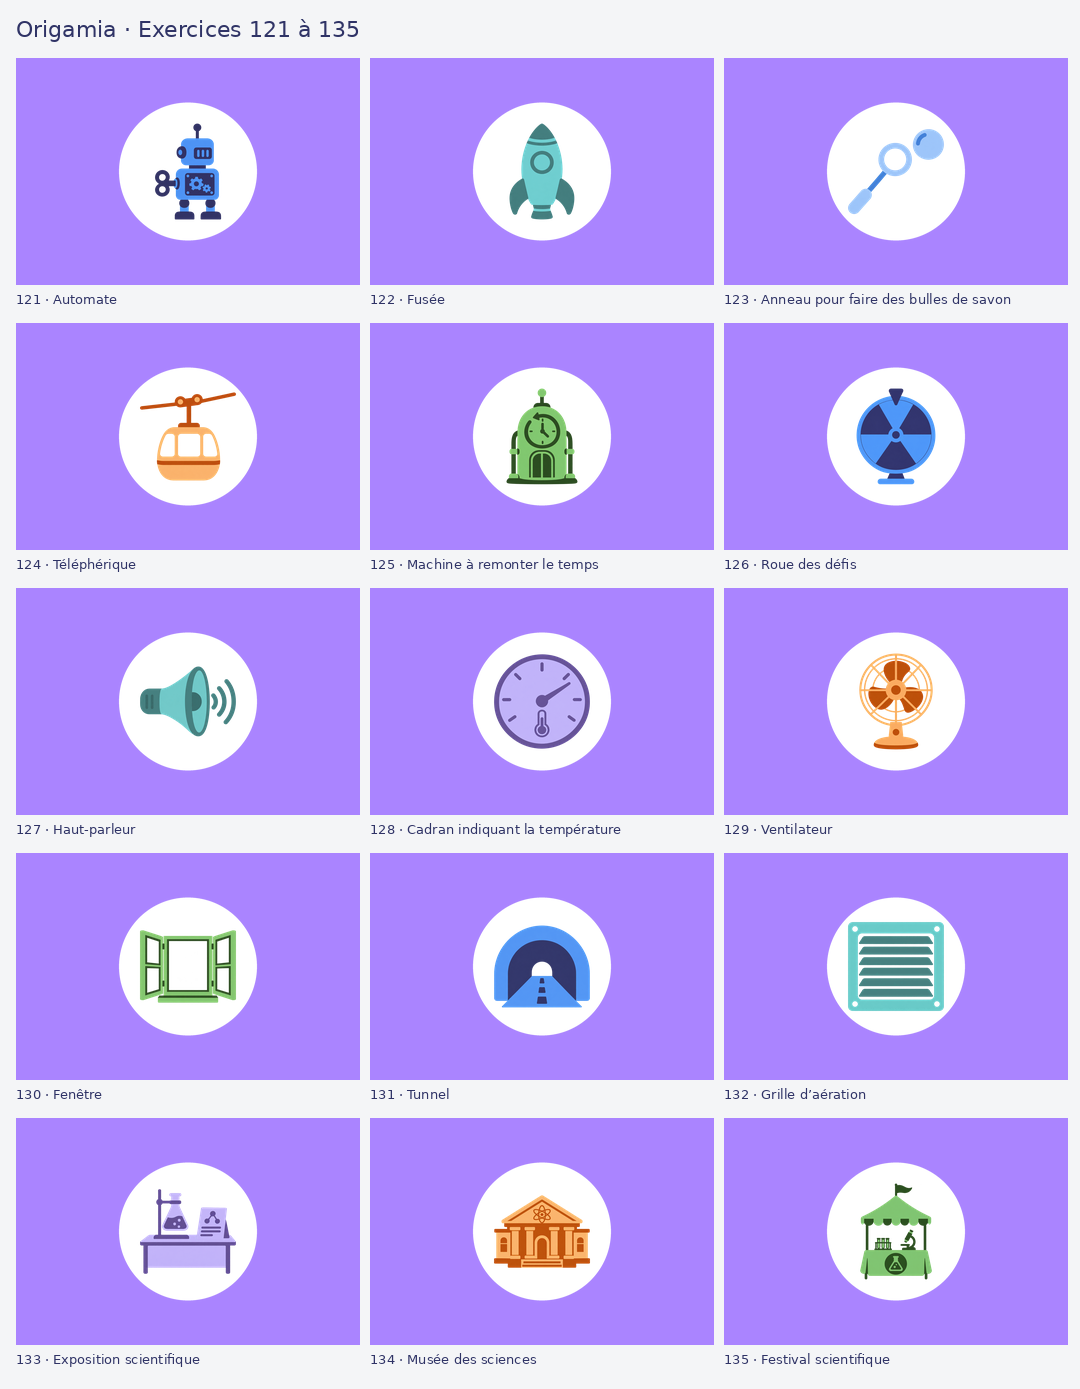 Origamia · Exercices 121 à 135
121 · Automate
122 · Fusée
123 · Anneau pour faire des bulles de savon
124 · Téléphérique
125 · Machine à remonter le temps
126 · Roue des défis
127 · Haut-parleur
128 · Cadran indiquant la température
129 · Ventilateur
130 · Fenêtre
131 · Tunnel
132 · Grille d’aération
133 · Exposition scientifique
134 · Musée des sciences
135 · Festival scientifique